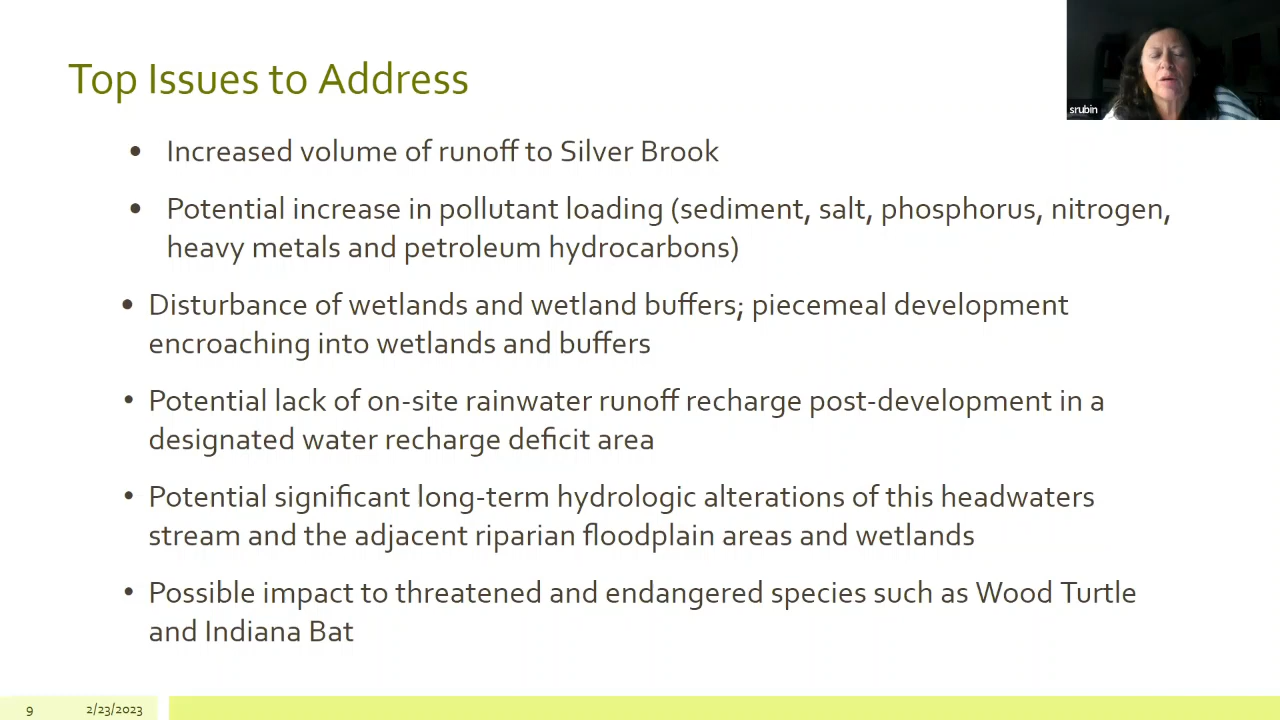 Top Issues to Address
srubin
• Increased volume of runoff to Silver Brook
• Potential increase in pollutant loading (sediment, salt, phosphorus, nitrogen,
heavy metals and petroleum hydrocarbons)
• Disturbance of wetlands and wetland buffers; piecemeal development
encroaching into wetlands and buffers
• Potential lack of on-site rainwater runoff recharge post-development in a
designated water recharge deficit area
• Potential significant long-term hydrologic alterations of this headwaters
stream and the adjacent riparian floodplain areas and wetlands
• Possible impact to threatened and endangered species such as Wood Turtle
and Indiana Bat
9 2/23/2023